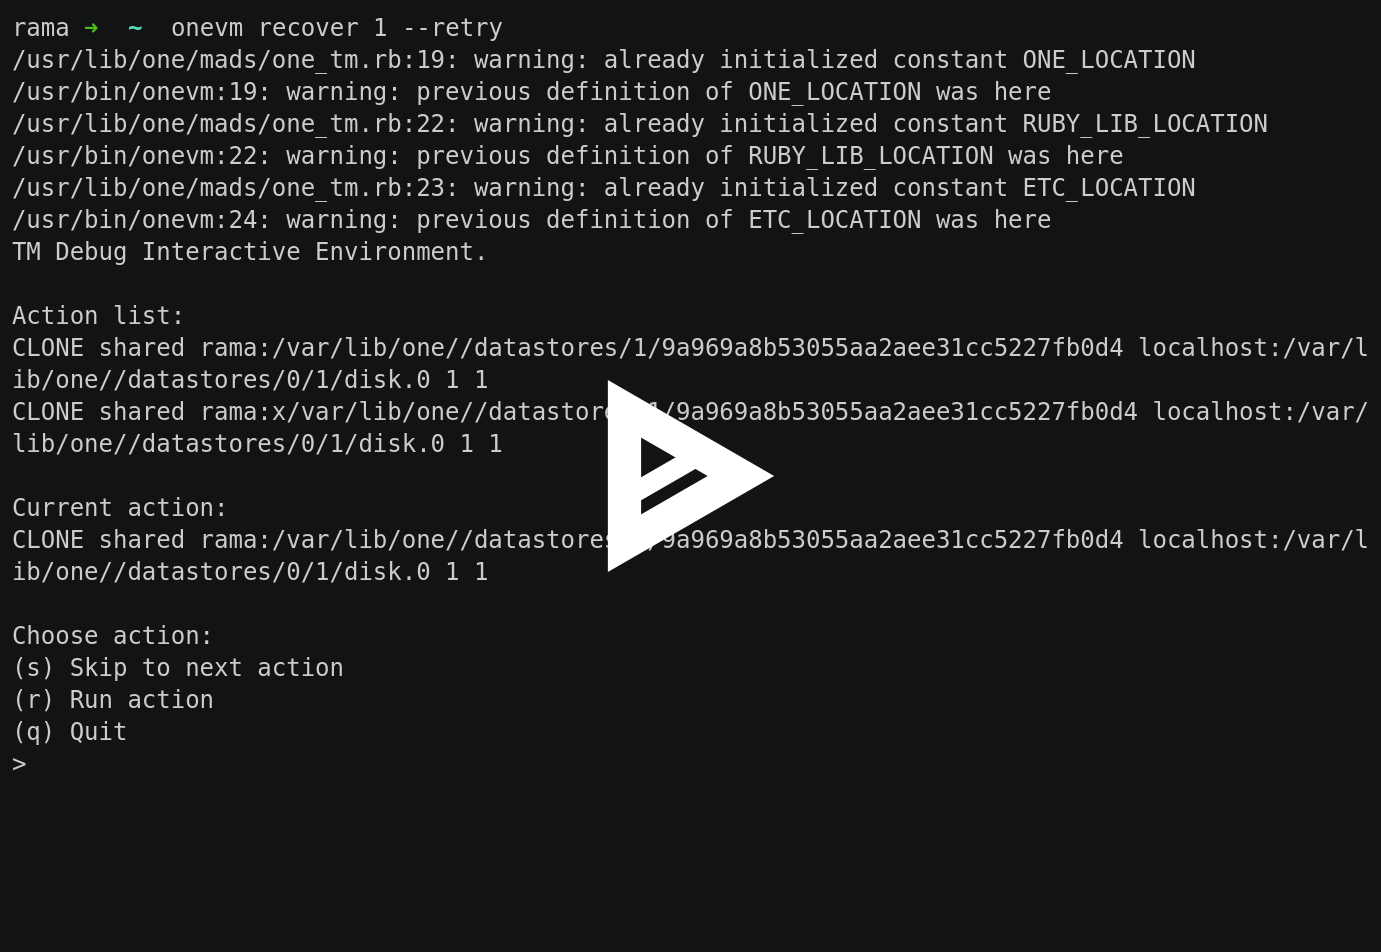 rama ➜  ~  onevm recover 1 --retry
/usr/lib/one/mads/one_tm.rb:19: warning: already initialized constant ONE_LOCATION
/usr/bin/onevm:19: warning: previous definition of ONE_LOCATION was here
/usr/lib/one/mads/one_tm.rb:22: warning: already initialized constant RUBY_LIB_LOCATION
/usr/bin/onevm:22: warning: previous definition of RUBY_LIB_LOCATION was here
/usr/lib/one/mads/one_tm.rb:23: warning: already initialized constant ETC_LOCATION
/usr/bin/onevm:24: warning: previous definition of ETC_LOCATION was here
TM Debug Interactive Environment.

Action list:
CLONE shared rama:/var/lib/one//datastores/1/9a969a8b53055aa2aee31cc5227fb0d4 localhost:/var/l
ib/one//datastores/0/1/disk.0 1 1
CLONE shared rama:x/var/lib/one//datastores/1/9a969a8b53055aa2aee31cc5227fb0d4 localhost:/var/
lib/one//datastores/0/1/disk.0 1 1

Current action:
CLONE shared rama:/var/lib/one//datastores/1/9a969a8b53055aa2aee31cc5227fb0d4 localhost:/var/l
ib/one//datastores/0/1/disk.0 1 1

Choose action:
(s) Skip to next action
(r) Run action
(q) Quit
>